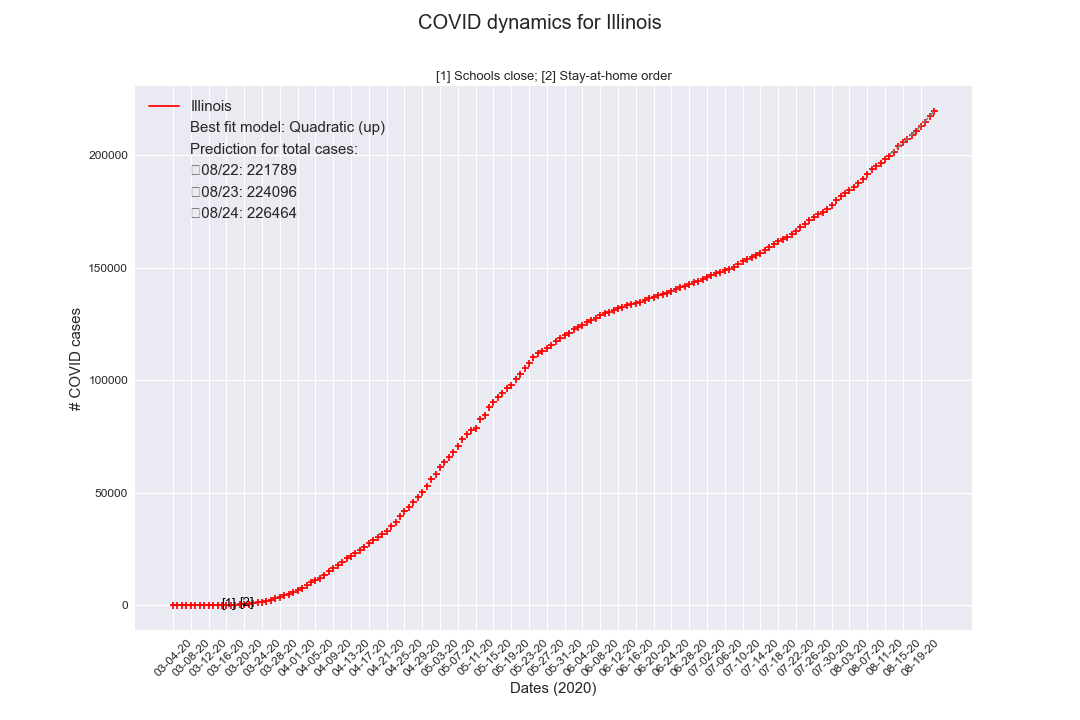 COVID dynamics for Illinois
[1] Schools close; [2] Stay-at-home order
Illinois
Best fit model: Quadratic (up)
Prediction for total cases:
08/22: 221789
08/23: 224096
08/24: 226464
200000
150000
100000
50000
0
# COVID cases
[1] [2]
03-04-20 03-08-20 03-12-20 03-16-20 03-20-20 03-24-20 03-28-20 04-01-20 04-05-20 04-09-20 04-13-20 04-17-20 04-21-20 04-25-20 04-29-20 05-03-20 05-07-20 05-11-20 05-15-20 05-19-20 05-23-20 05-27-20 05-31-20 06-04-20 06-08-20 06-12-20 06-16-20 06-20-20 06-24-20 06-28-20 07-02-20 07-06-20 07-10-20 07-14-20 07-18-20 07-22-20 07-26-20 07-30-20 08-03-20 08-07-20 08-11-20 08-15-20 08-19-20
Dates (2020)